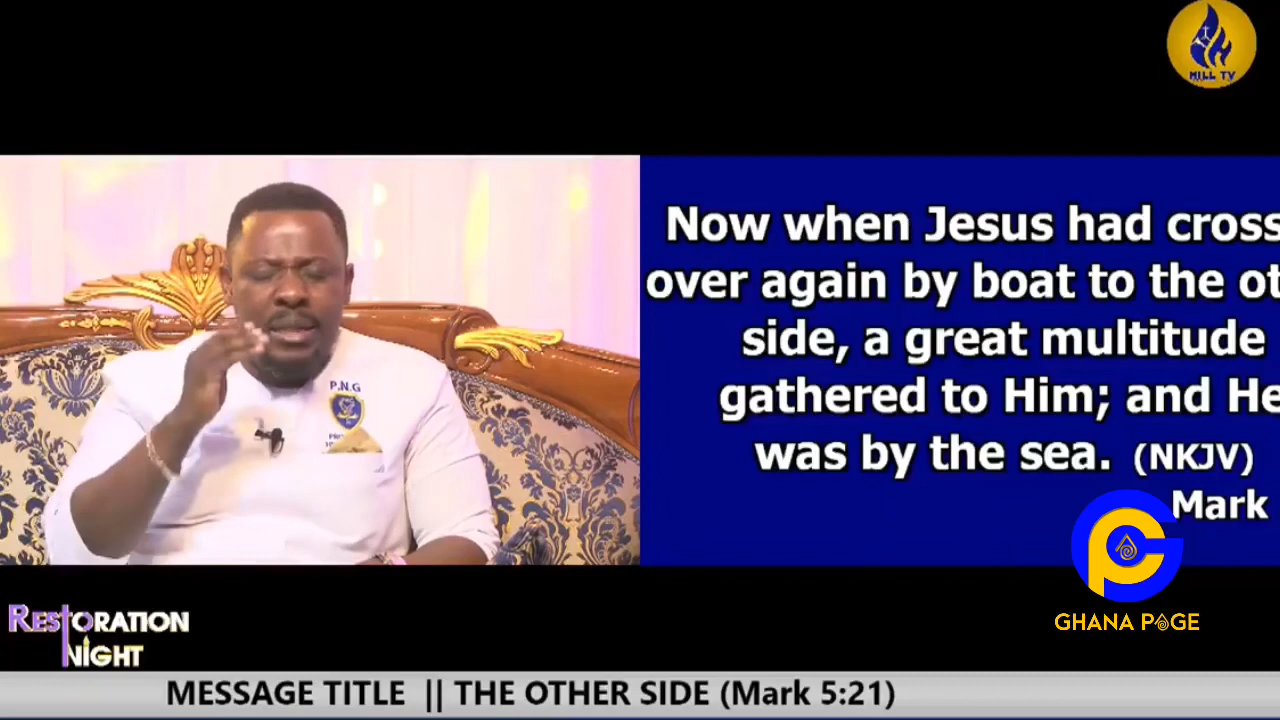 HILL TV
Now when Jesus had cross
over again by boat to the ot
side, a great multitude
gathered to Him; and He
was by the sea. (NKJV)
Mark
P.N.G
GHANA PAGE
RESTORATION
NIGHT
MESSAGE TITLE || THE OTHER SIDE (Mark 5:21)